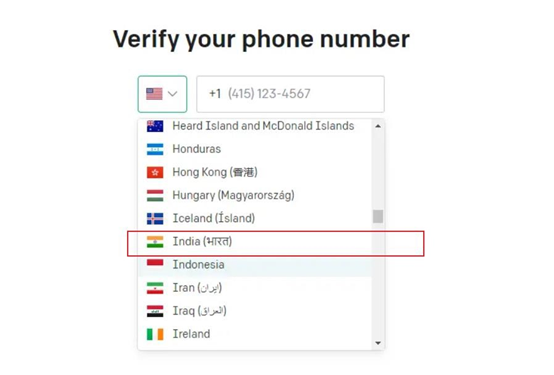 Verify your phone number
+1 (415) 123-4567
Heard Island and McDonald Islands
Honduras
Hong Kong (香港)
Hungary (Magyarország)
Iceland (Ísland)
India (भारत)
Indonesia
Iran (ایران)
Iraq (العراق)
Ireland